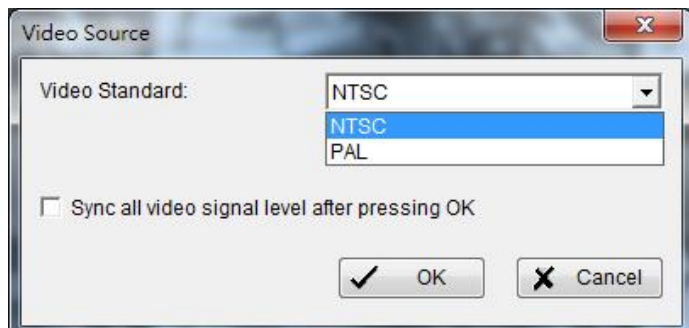 Video Source
Video Standard:
NTSC
NTSC
PAL
Sync all video signal level after pressing OK
OK
Cancel